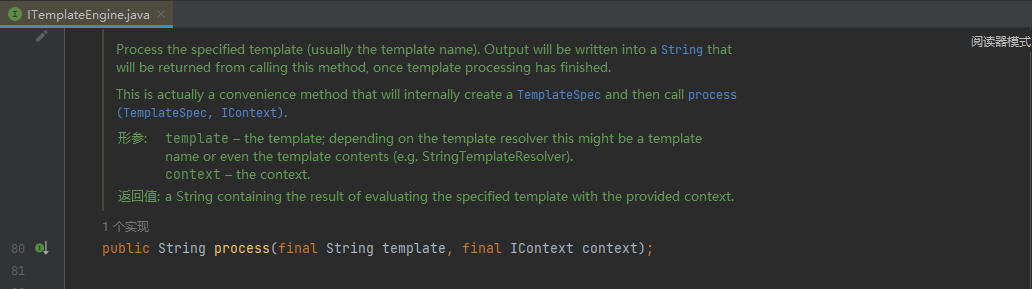 ITemplateEngine.java
阅读器模式
Process the specified template (usually the template name). Output will be written into a String that
will be returned from calling this method, once template processing has finished.
This is actually a convenience method that will internally create a TemplateSpec and then call process
(TemplateSpec, IContext).
形参: template – the template; depending on the template resolver this might be a template
name or even the template contents (e.g. StringTemplateResolver).
context – the context.
返回值: a String containing the result of evaluating the specified template with the provided context.
1 个实现
80 public String process(final String template, final IContext context);
81